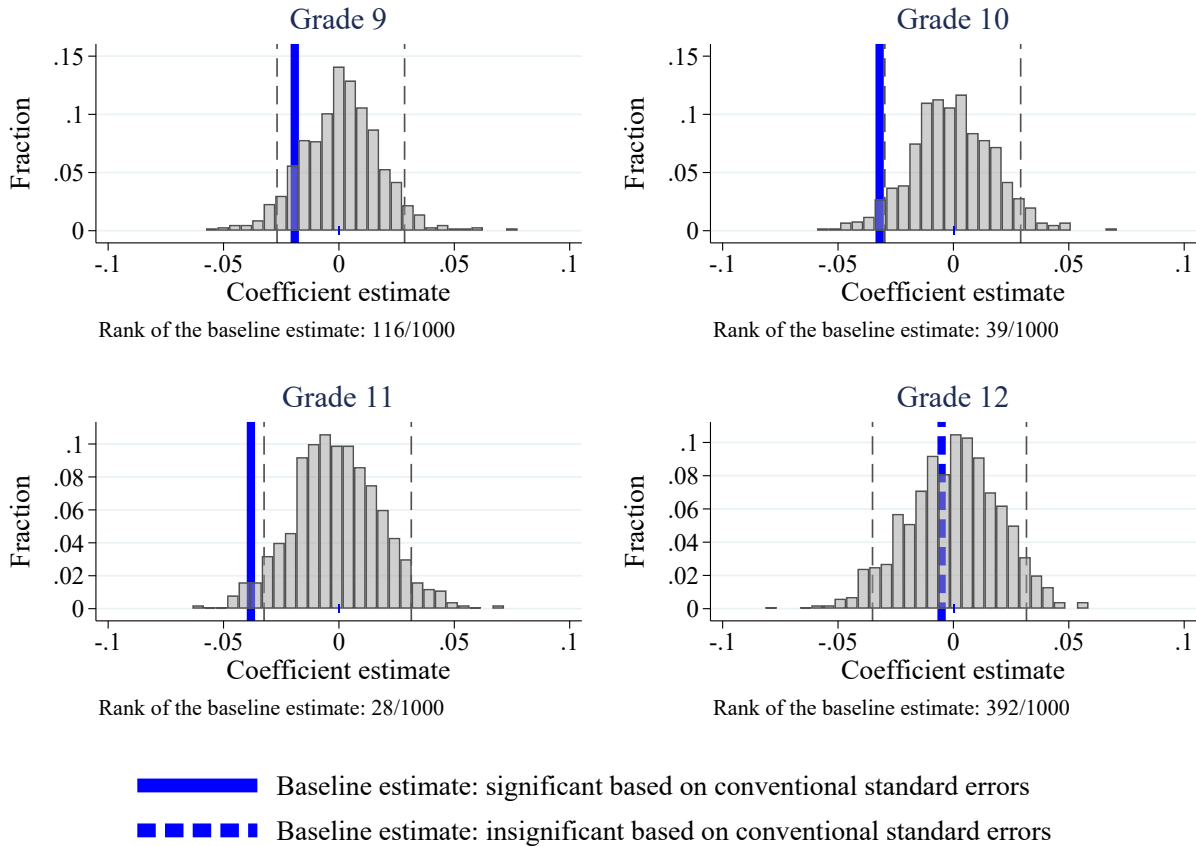 Grade 9
Grade 10
Fraction
.15
.1
.05
0
-.1
-.05
0
.05
.1
Coefficient estimate
Rank of the baseline estimate: 116/1000
Fraction
.15
.1
.05
0
-.1
-.05
0
.05
.1
Coefficient estimate
Rank of the baseline estimate: 39/1000
Grade 11
Grade 12
Fraction
.1
.08
.06
.04
.02
0
-.1
-.05
0
.05
.1
Coefficient estimate
Rank of the baseline estimate: 28/1000
Fraction
.1
.08
.06
.04
.02
0
-.1
-.05
0
.05
.1
Coefficient estimate
Rank of the baseline estimate: 392/1000
Baseline estimate: significant based on conventional standard errors
Baseline estimate: insignificant based on conventional standard errors